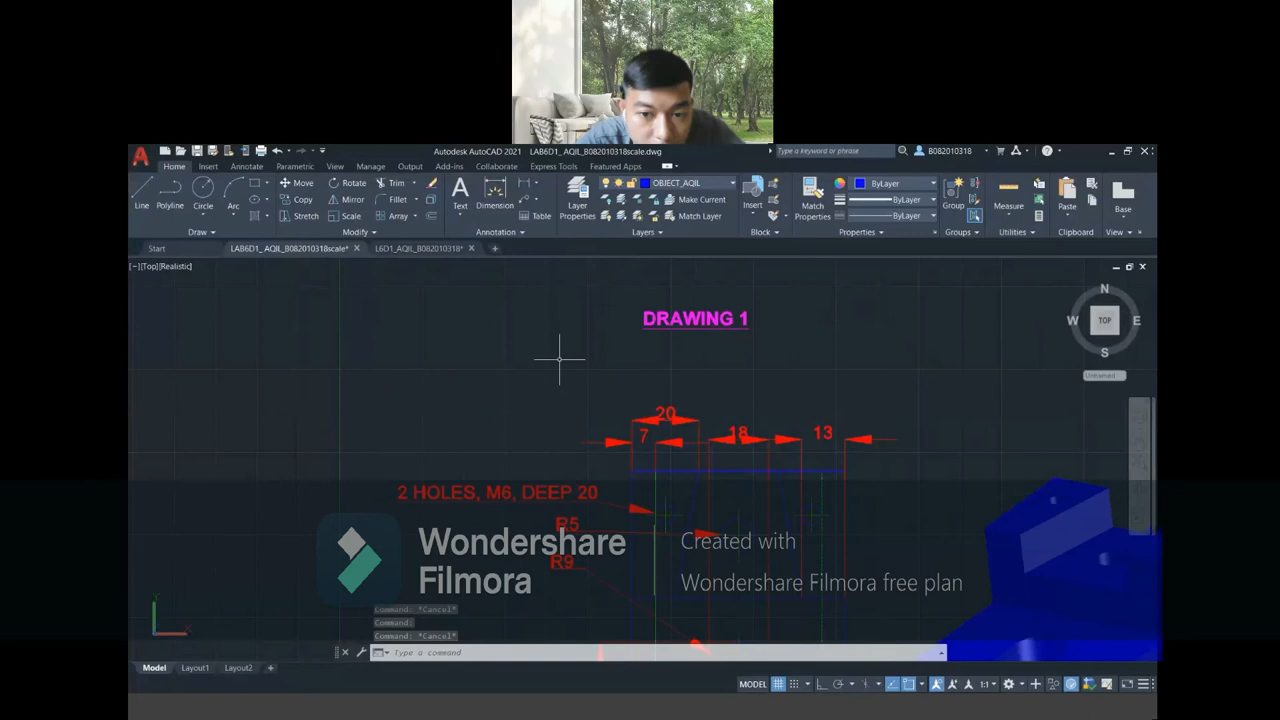 Autodesk AutoCAD 2021 LAB6D1_AQIL_B082010318scale.dwg
Type a keyword or phrase
B082010318
Home Insert Annotate Parametric View Manage Output Add-ins Collaborate Express Tools Featured Apps
Line Polyline Circle Arc
Move Rotate Trim
Copy Mirror Fillet
Stretch Scale Array
Text Dimension Table
Layer Properties
OBJECT_AQIL
Make Current
Match Layer
Insert
Match Properties
ByLayer
ByLayer
ByLayer
Group Measure Paste Base
Draw Modify Annotation Layers Block Properties Groups Utilities Clipboard View
Start LAB6D1_ AQIL_B082010318scale* L6D1_AQIL_B082010318*
[−][Top][Realistic]
N
W TOP E
S
Unnamed
DRAWING 1
20
7 18 13
2 HOLES, M6, DEEP 20
R5
R9
Wondershare
Filmora
Created with
Wondershare Filmora free plan
Y
X
Command: *Cancel*
Command:
Command: *Cancel*
Type a command
Model Layout1 Layout2
MODEL 1:1